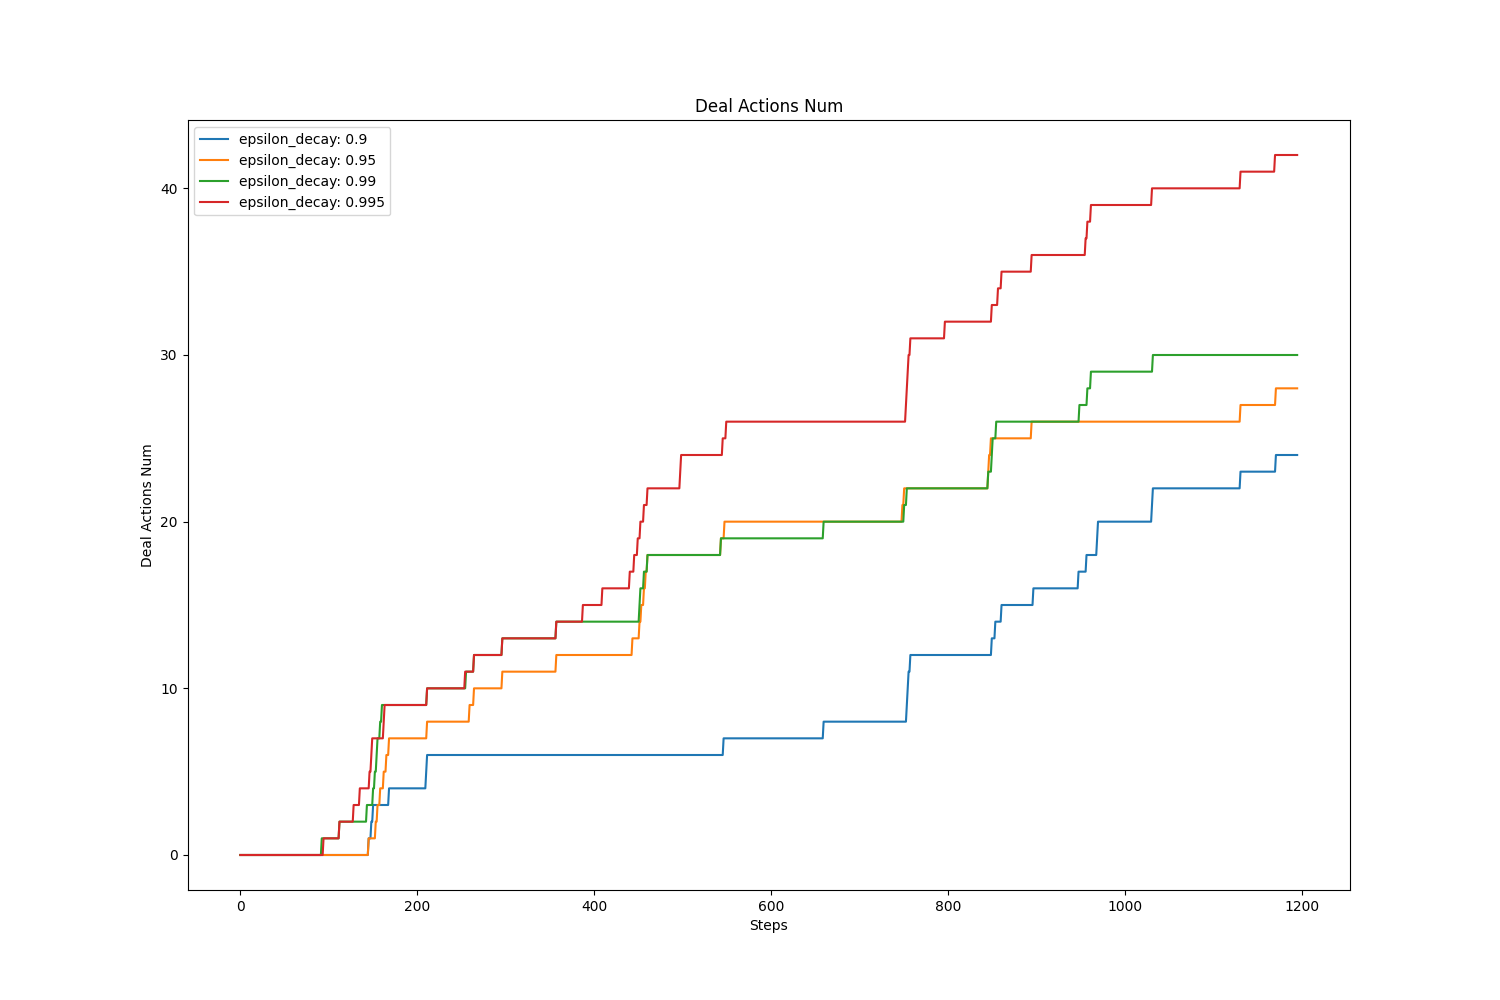 Deal Actions Num
epsilon_decay: 0.9
epsilon_decay: 0.95
epsilon_decay: 0.99
epsilon_decay: 0.995
40
30
20
10
0
Deal Actions Num
0 200 400 600 800 1000 1200
Steps